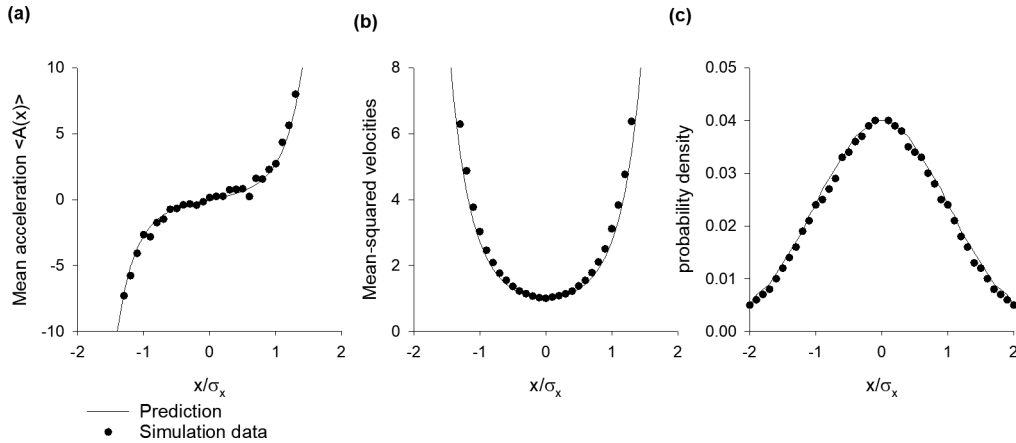 (a)
Mean acceleration <A(x)>
10
5
0
-5
-10
-2 -1 0 1 2
x/σx
(b)
Mean-squared velocities
8
6
4
2
0
-2 -1 0 1 2
x/σx
(c)
probability density
0.05
0.04
0.03
0.02
0.01
0.00
-2 -1 0 1 2
x/σx
Prediction
Simulation data